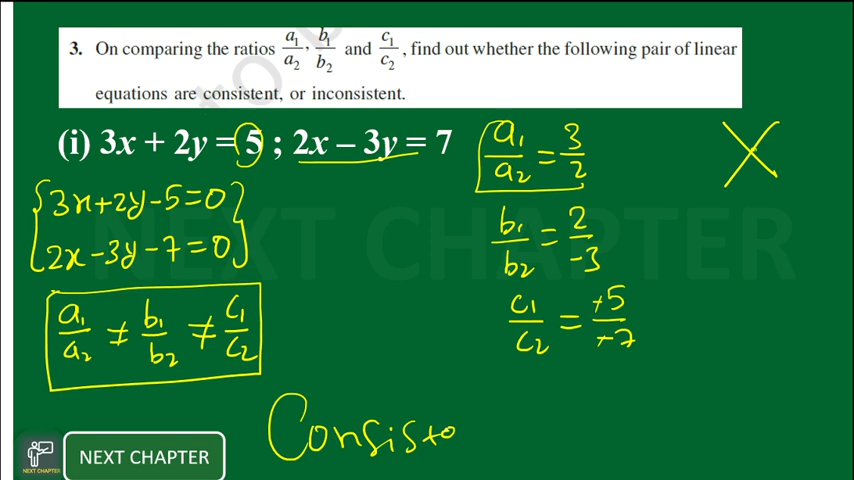 3. On comparing the ratios a₁/a₂, b₁/b₂ and c₁/c₂, find out whether the following pair of linear
equations are consistent, or inconsistent.
(i) 3x + 2y = 5 ; 2x – 3y = 7
3x+2y-5=0
2x-3y-7=0
a₁/a₂ ≠ b₁/b₂ ≠ c₁/c₂
a₁/a₂ = 3/2
b₁/b₂ = 2/-3
c₁/c₂ = +5/+7
Consiste
NEXT CHAPTER
NEXT CHAPTER
NEXT CHAPTER